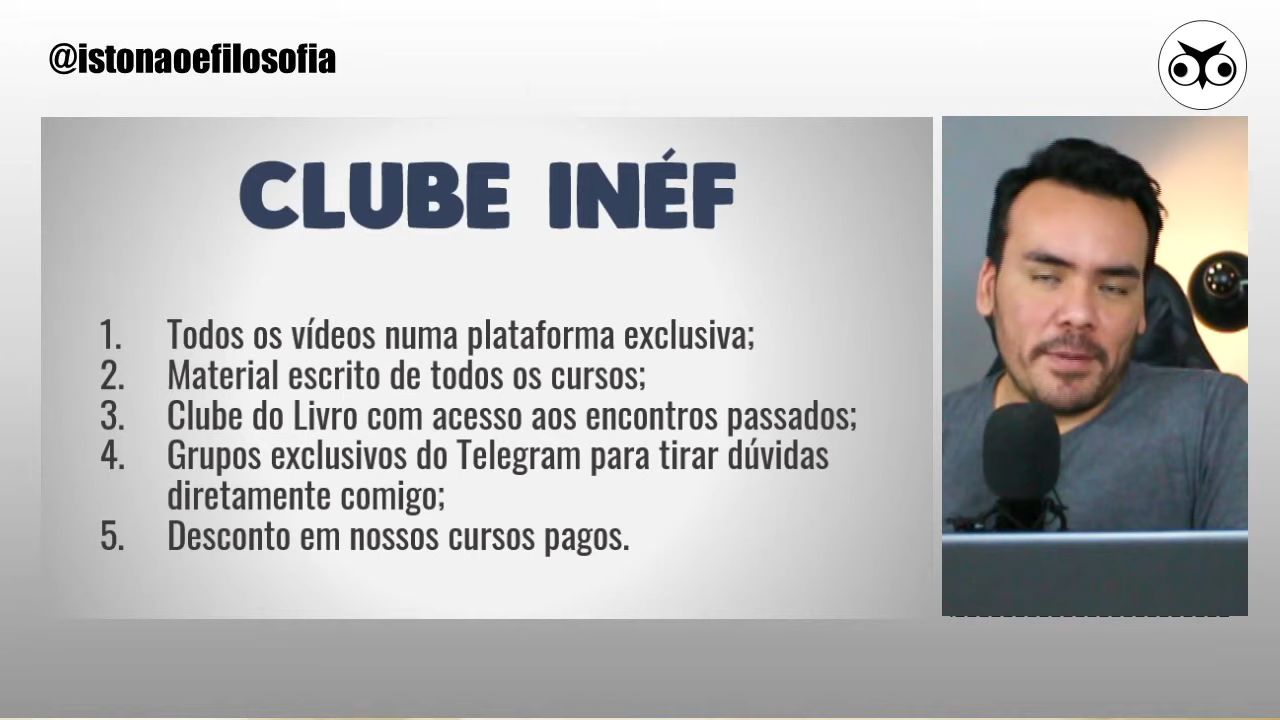 @istonaoefilosofia
CLUBE INÉF
1. Todos os vídeos numa plataforma exclusiva;
2. Material escrito de todos os cursos;
3. Clube do Livro com acesso aos encontros passados;
4. Grupos exclusivos do Telegram para tirar dúvidas
diretamente comigo;
5. Desconto em nossos cursos pagos.